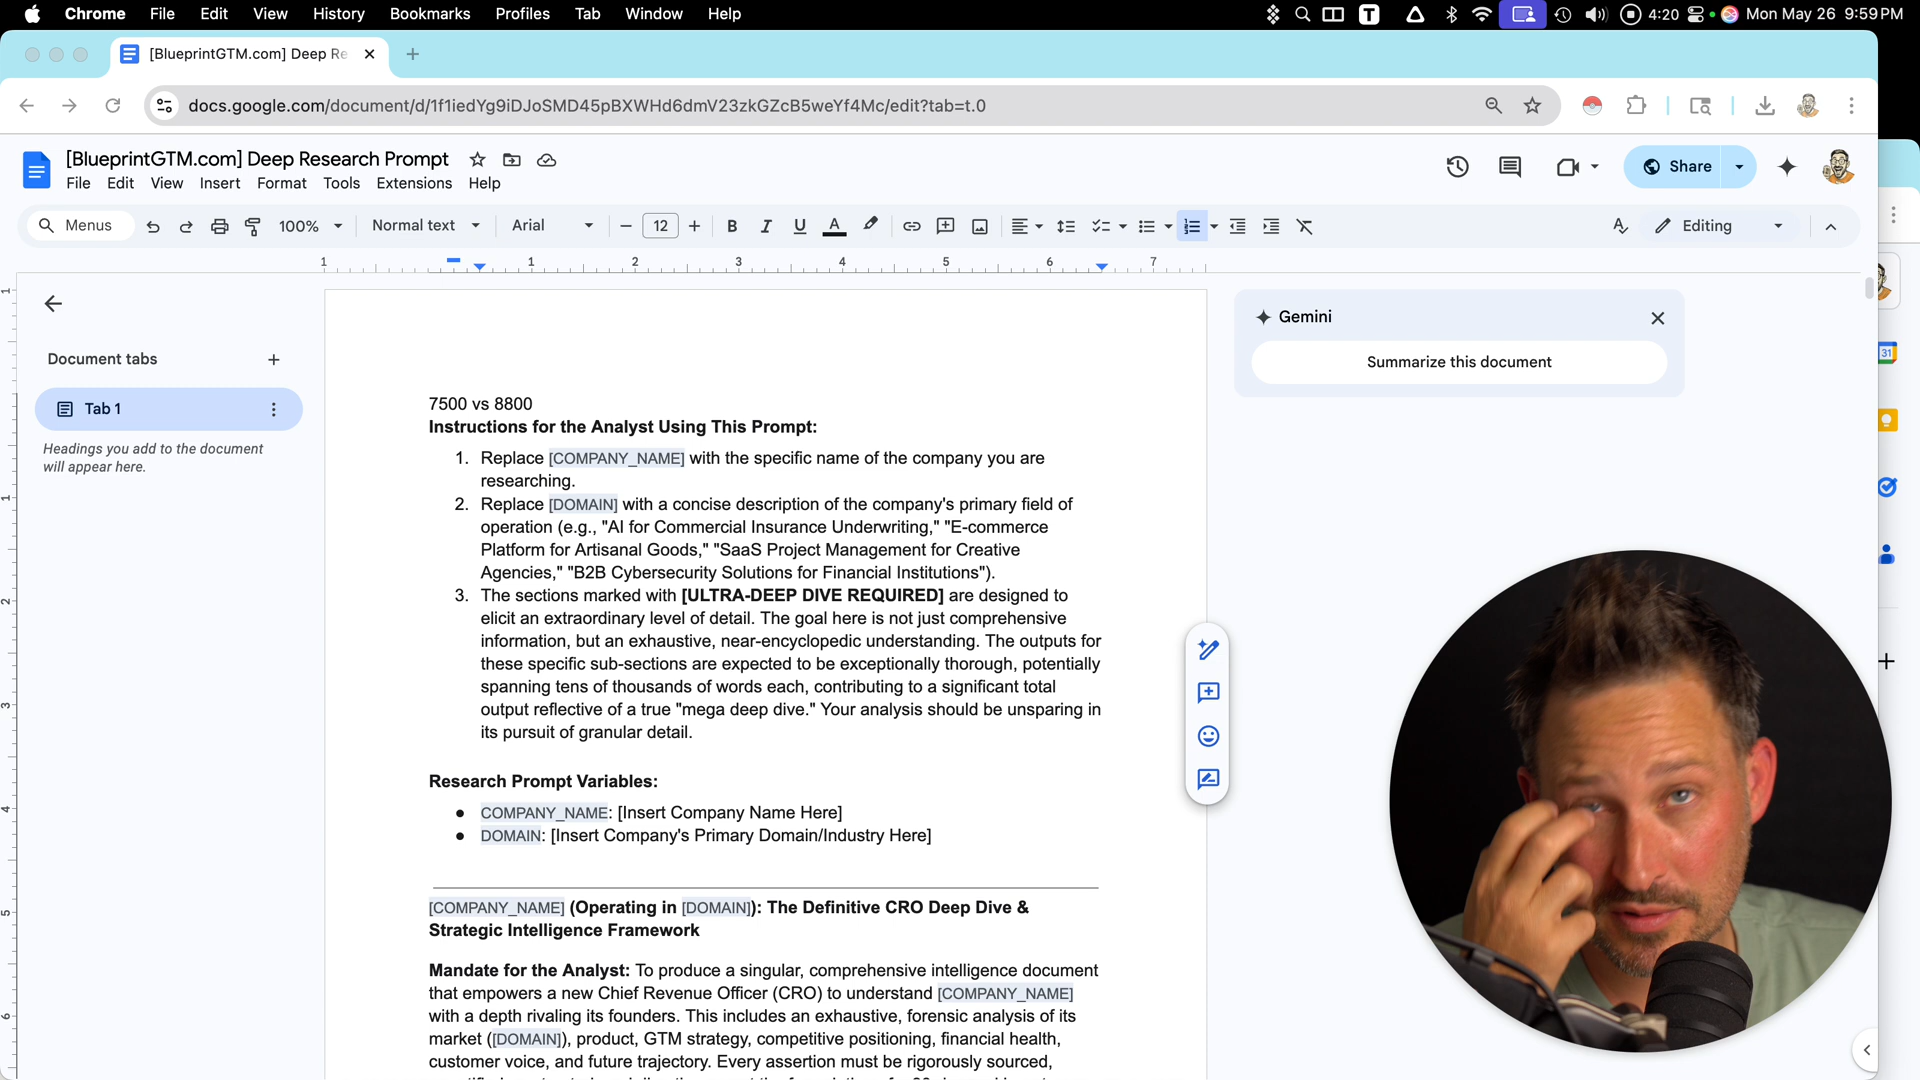 Chrome File Edit View History Bookmarks Profiles Tab Window Help 4:20 Mon May 26 9:59 PM
[BlueprintGTM.com] Deep Re
docs.google.com/document/d/1f1iedYg9iDJoSMD45pBXWHd6dmV23zkGZcB5weYf4Mc/edit?tab=t.0
[BlueprintGTM.com] Deep Research Prompt
File Edit View Insert Format Tools Extensions Help
Share
Menus 100% Normal text Arial 12 Editing
1 1 2 3 4 5 6 7
Document tabs
Tab 1
Headings you add to the document
will appear here.
Gemini
Summarize this document
31
7500 vs 8800
Instructions for the Analyst Using This Prompt:
1. Replace [COMPANY_NAME] with the specific name of the company you are
researching.
2. Replace [DOMAIN] with a concise description of the company's primary field of
operation (e.g., "AI for Commercial Insurance Underwriting," "E-commerce
Platform for Artisanal Goods," "SaaS Project Management for Creative
Agencies," "B2B Cybersecurity Solutions for Financial Institutions").
3. The sections marked with [ULTRA-DEEP DIVE REQUIRED] are designed to
elicit an extraordinary level of detail. The goal here is not just comprehensive
information, but an exhaustive, near-encyclopedic understanding. The outputs for
these specific sub-sections are expected to be exceptionally thorough, potentially
spanning tens of thousands of words each, contributing to a significant total
output reflective of a true "mega deep dive." Your analysis should be unsparing in
its pursuit of granular detail.
Research Prompt Variables:
● COMPANY_NAME: [Insert Company Name Here]
● DOMAIN: [Insert Company's Primary Domain/Industry Here]
[COMPANY_NAME] (Operating in [DOMAIN]): The Definitive CRO Deep Dive &
Strategic Intelligence Framework
Mandate for the Analyst: To produce a singular, comprehensive intelligence document
that empowers a new Chief Revenue Officer (CRO) to understand [COMPANY_NAME]
with a depth rivaling its founders. This includes an exhaustive, forensic analysis of its
market ([DOMAIN]), product, GTM strategy, competitive positioning, financial health,
customer voice, and future trajectory. Every assertion must be rigorously sourced,